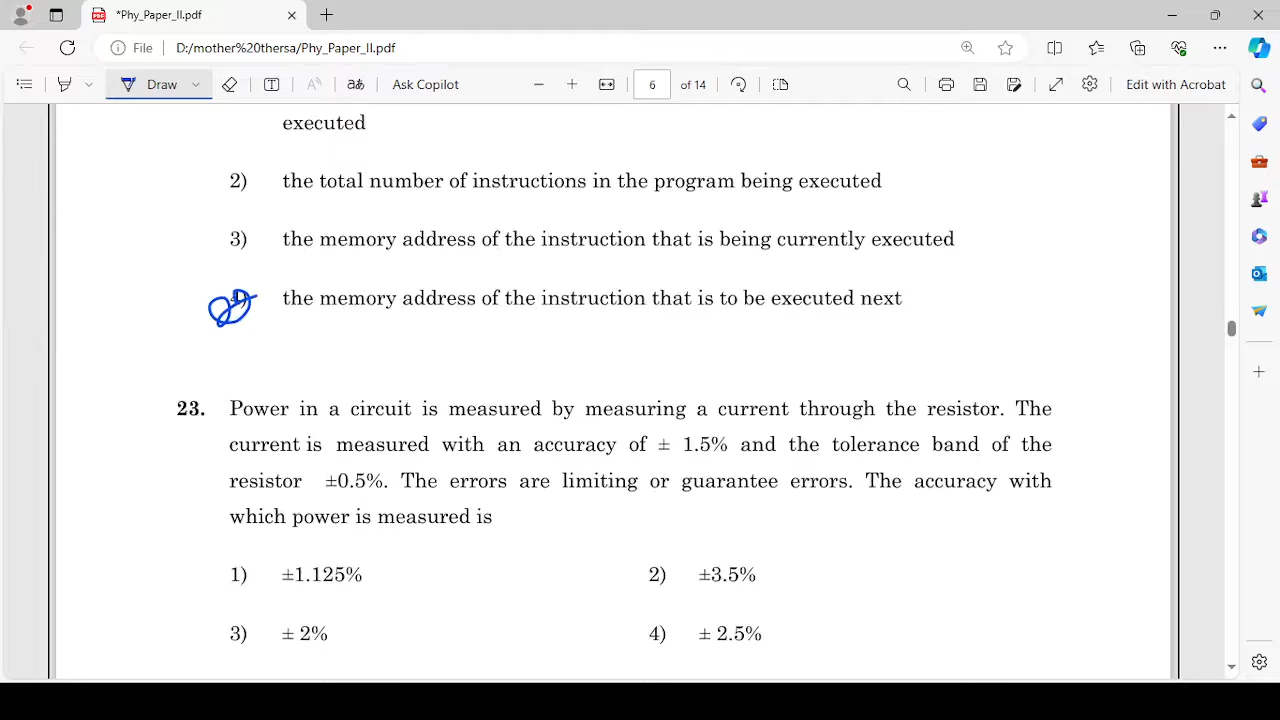 *Phy_Paper_II.pdf
File D:/mother%20thersa/Phy_Paper_II.pdf
Draw aあ Ask Copilot 6 of 14 Edit with Acrobat
executed
2) the total number of instructions in the program being executed
3) the memory address of the instruction that is being currently executed
the memory address of the instruction that is to be executed next
23. Power in a circuit is measured by measuring a current through the resistor. The
current is measured with an accuracy of ± 1.5% and the tolerance band of the
resistor ±0.5%. The errors are limiting or guarantee errors. The accuracy with
which power is measured is
1) ±1.125% 2) ±3.5%
3) ± 2% 4) ± 2.5%